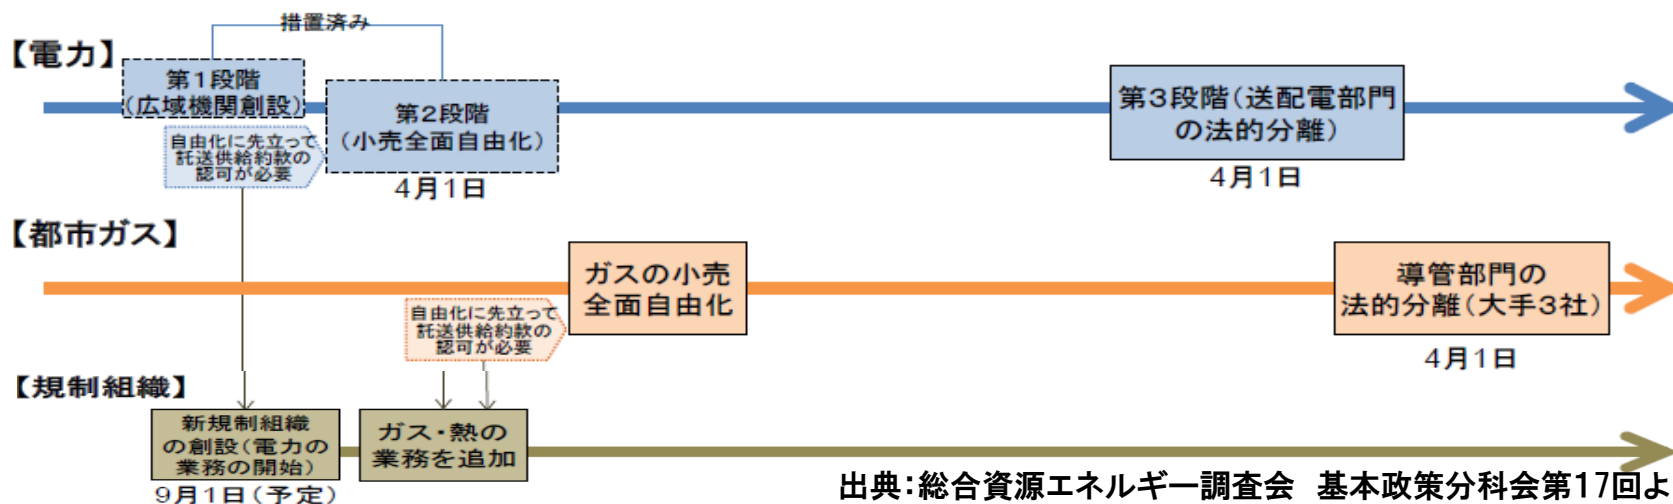 措置済み
【電力】
第1段階
(広域機関創設)
第2段階
(小売全面自由化)
4月1日
第3段階(送配電部門
の法的分離)
4月1日
自由化に先立って
託送供給約款の
認可が必要
【都市ガス】
ガスの小売
全面自由化
導管部門の
法的分離(大手3社)
4月1日
自由化に先立って
託送供給約款の
認可が必要
【規制組織】
新規制組織
の創設(電力の
業務の開始)
9月1日(予定)
ガス・熱の
業務を追加
出典:総合資源エネルギー調査会 基本政策分科会第17回よ